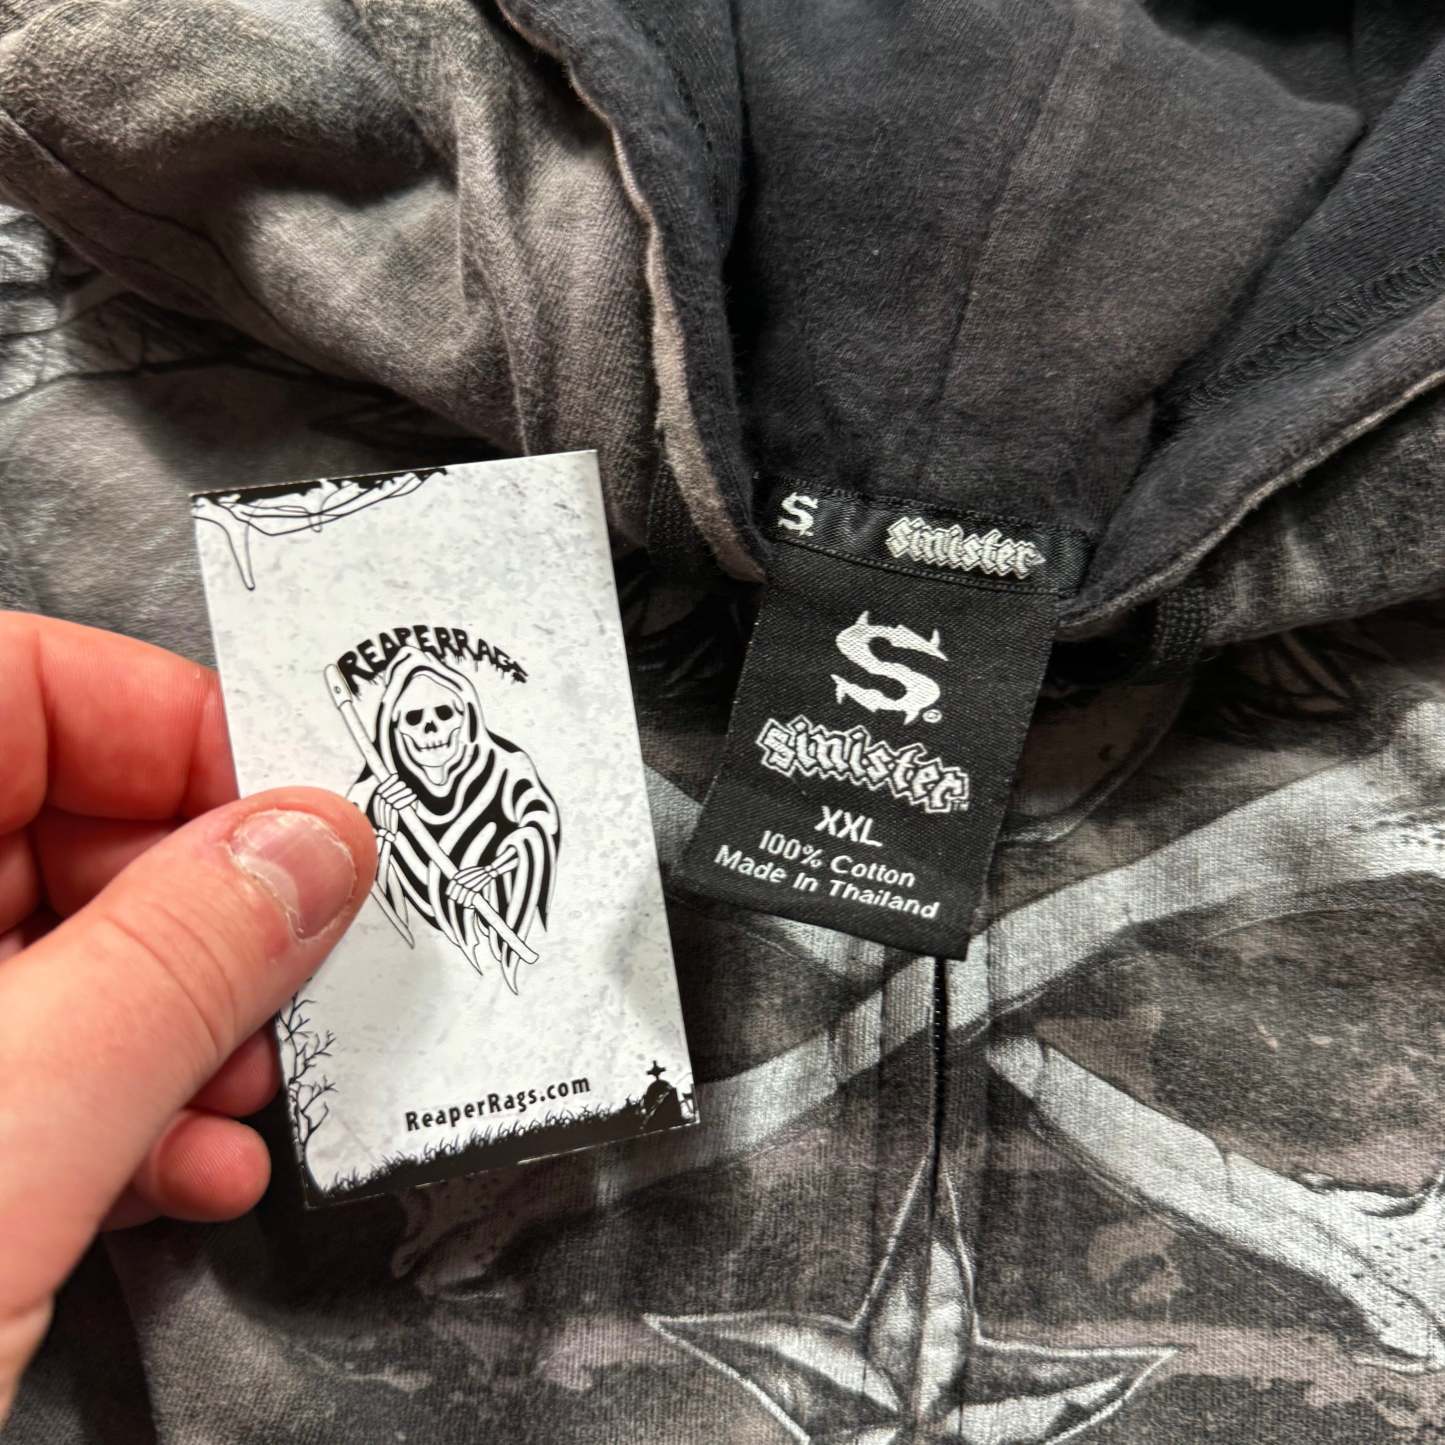 REAPERRAGS
ReaperRags.com
S sinister
S
sinister
XXL
100% Cotton
Made In Thailand